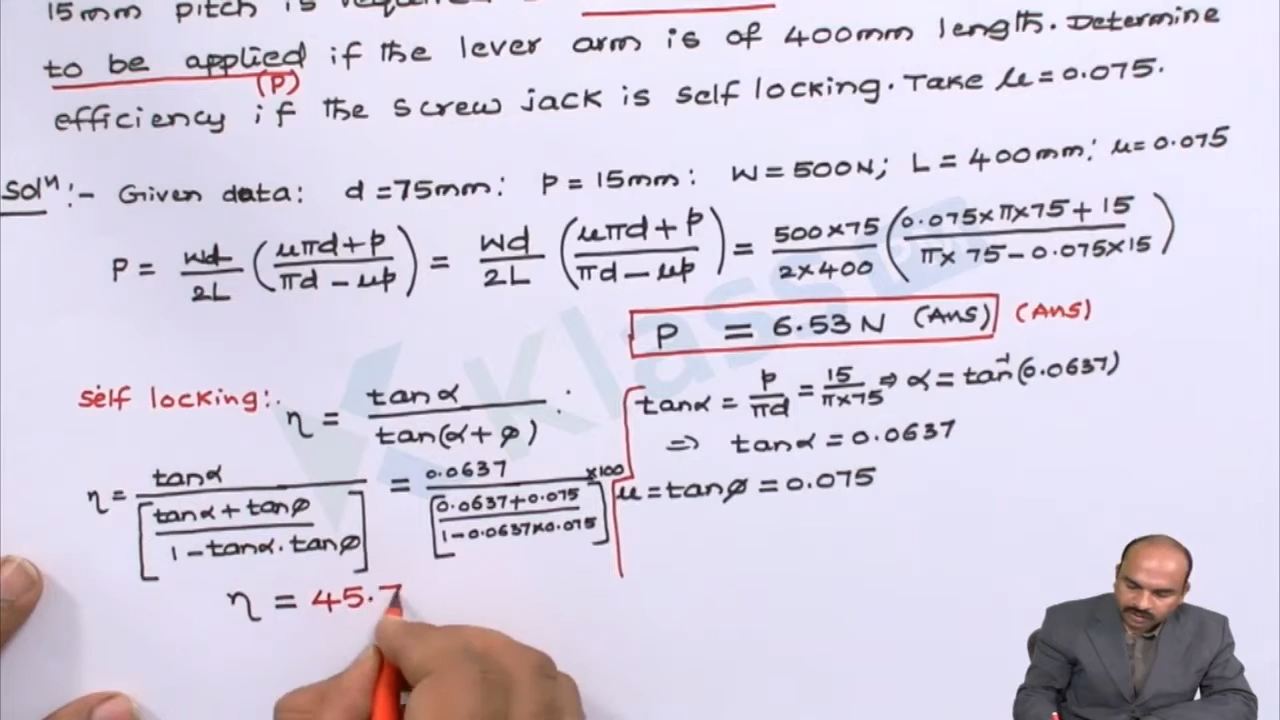 15mm pitch is required
to be applied if the lever arm is of 400mm length. Determine
(P)
efficiency if the screw jack is self locking. Take μ = 0.075.
Solⁿ :- Given data: d = 75mm: p = 15mm: W = 500N; L = 400mm: μ = 0.075
P = Wd/2L (μπd + p / πd − μp) = Wd/2L (μπd + p / πd − μp) = 500×75 / 2×400 (0.075×π×75 + 15 / π×75 − 0.075×15)
P = 6.53 N (Ans) (Ans)
self locking:. η = tanα / tan(α + φ)
tanα = p/πd = 15/π×75 ⇒ α = tan⁻¹(0.0637)
⇒ tanα = 0.0637
μ = tanφ = 0.075
η = tanα / [tanα + tanφ / 1 − tanα. tanφ] = 0.0637 / [0.0637 + 0.075 / 1 − 0.0637×0.075] ×100
η = 45.7
Klass